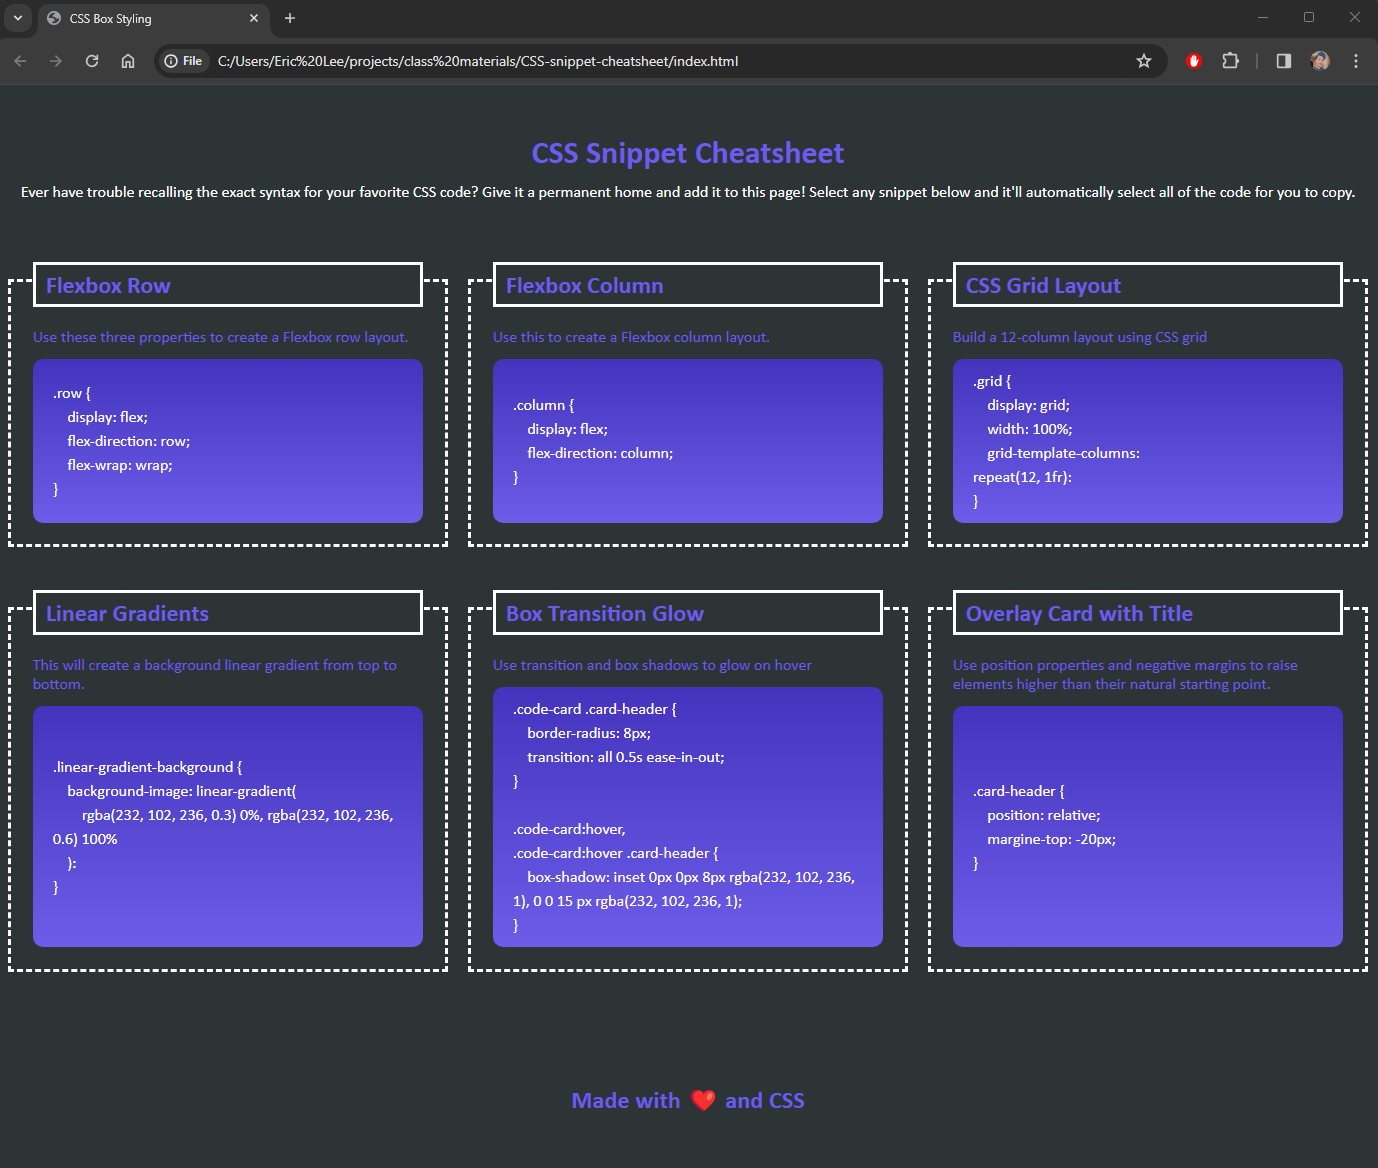 CSS Box Styling
File
C:/Users/Eric%20Lee/projects/class%20materials/CSS-snippet-cheatsheet/index.html
CSS Snippet Cheatsheet
Ever have trouble recalling the exact syntax for your favorite CSS code? Give it a permanent home and add it to this page! Select any snippet below and it'll automatically select all of the code for you to copy.
Flexbox Row
Use these three properties to create a Flexbox row layout.
.row {
display: flex;
flex-direction: row;
flex-wrap: wrap;
}
Flexbox Column
Use this to create a Flexbox column layout.
.column {
display: flex;
flex-direction: column;
}
CSS Grid Layout
Build a 12-column layout using CSS grid
.grid {
display: grid;
width: 100%;
grid-template-columns:
repeat(12, 1fr):
}
Linear Gradients
This will create a background linear gradient from top to
bottom.
.linear-gradient-background {
background-image: linear-gradient(
rgba(232, 102, 236, 0.3) 0%, rgba(232, 102, 236,
0.6) 100%
):
}
Box Transition Glow
Use transition and box shadows to glow on hover
.code-card .card-header {
border-radius: 8px;
transition: all 0.5s ease-in-out;
}
.code-card:hover,
.code-card:hover .card-header {
box-shadow: inset 0px 0px 8px rgba(232, 102, 236,
1), 0 0 15 px rgba(232, 102, 236, 1);
}
Overlay Card with Title
Use position properties and negative margins to raise
elements higher than their natural starting point.
.card-header {
position: relative;
margine-top: -20px;
}
Made with ❤️ and CSS